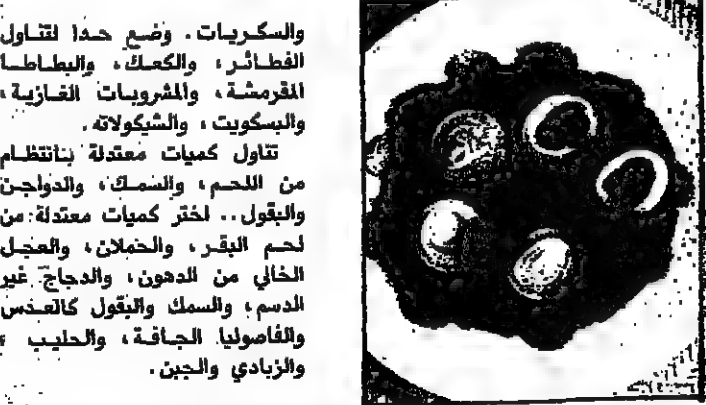 والسكريات. وضع حدا لتناول
الفطائر، والكعك، والبطاطا
المقرمشة، والمشروبات الغازية،
والبسكويت، والشيكولاته.
تناول كميات معتدلة بانتظام
من اللحم، والسمك، والدواجن
والبقول.. اختر كميات معتدلة من
لحم البقر، والحملان، والعجل
الخالي من الدهون، والدجاج غير
الدسم، والسمك والبقول كالعدس
والفاصوليا الجافة، والحليب،
والزبادي والجبن.